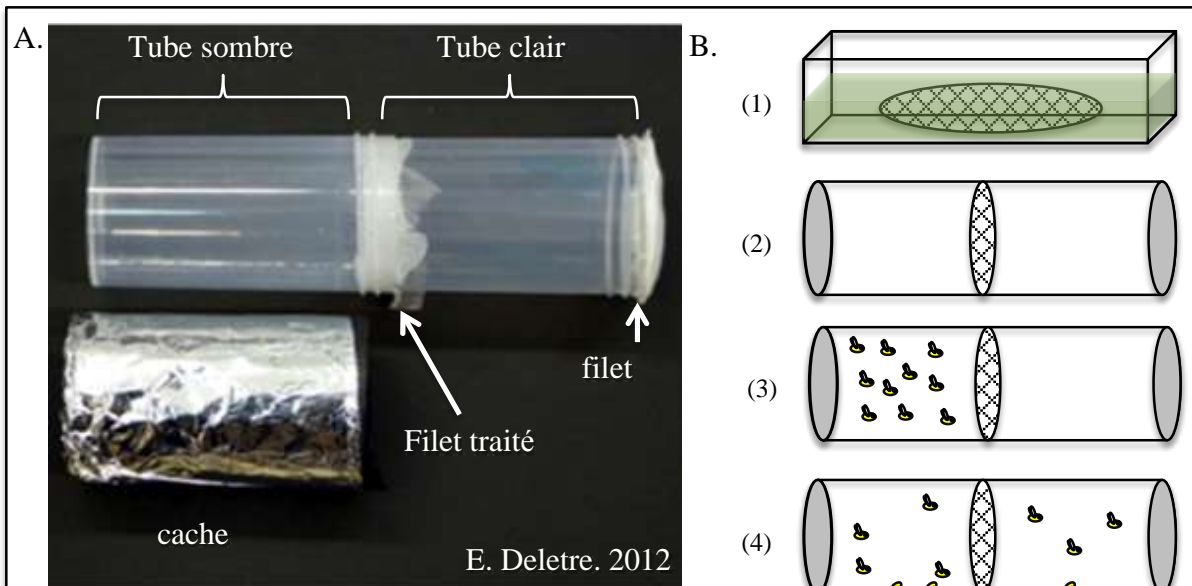 A.
Tube sombre
Tube clair
filet
Filet traité
cache
E. Deletre. 2012
B.
(1)
(2)
(3)
(4)